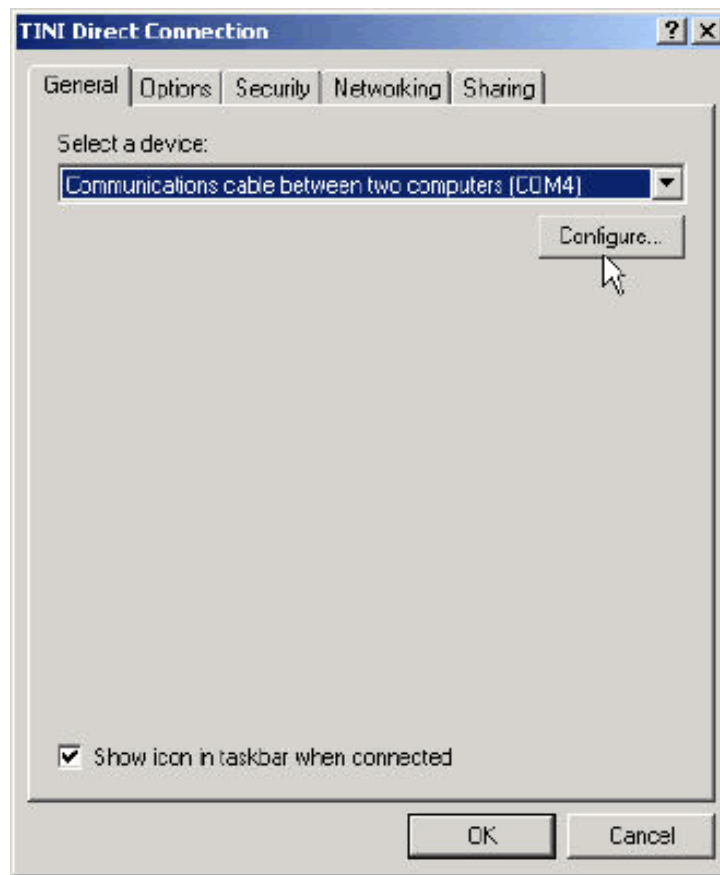 TINI Direct Connection
General Options Security Networking Sharing
Select a device:
Communications cable between two computers (COM4)
Configure...
Show icon in taskbar when connected
OK Cancel